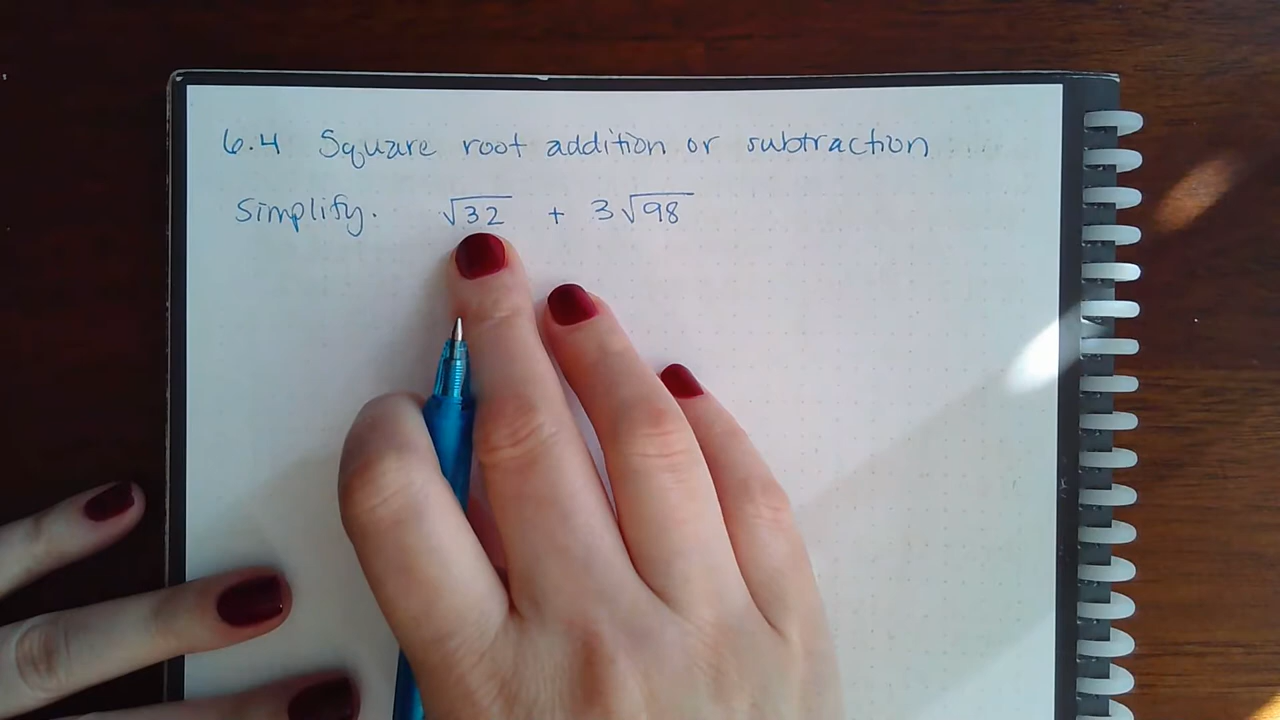 6.4 Square root addition or subtraction
Simplify. √32 + 3√98